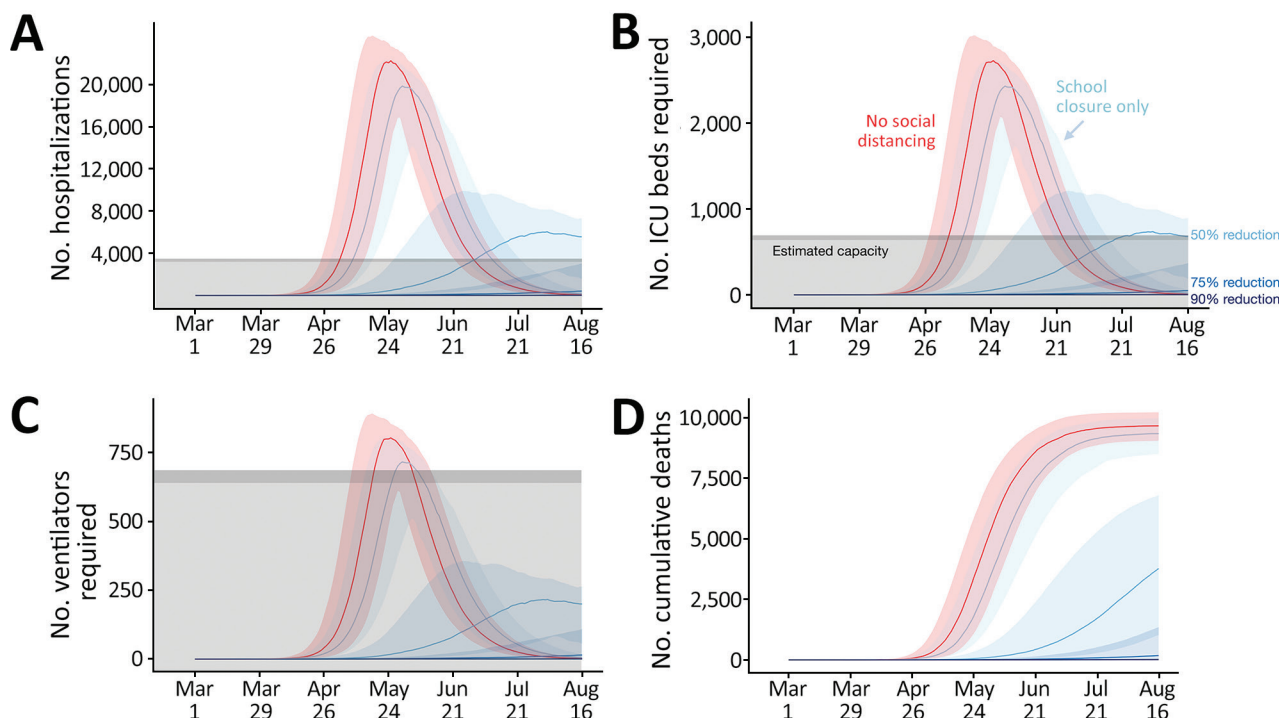 A
No. hospitalizations
20,000
16,000
12,000
8,000
4,000
Mar
1
Mar
29
Apr
26
May
24
Jun
21
Jul
21
Aug
16
B
No. ICU beds required
3,000
2,000
1,000
0
No social
distancing
School
closure only
Estimated capacity
50% reduction
75% reduction
90% reduction
Mar
1
Mar
29
Apr
26
May
24
Jun
21
Jul
21
Aug
16
C
No. ventilators
required
750
500
250
0
Mar
1
Mar
29
Apr
26
May
24
Jun
21
Jul
21
Aug
16
D
No. cumulative deaths
10,000
7,500
5,000
2,500
0
Mar
1
Mar
29
Apr
26
May
24
Jun
21
Jul
21
Aug
16